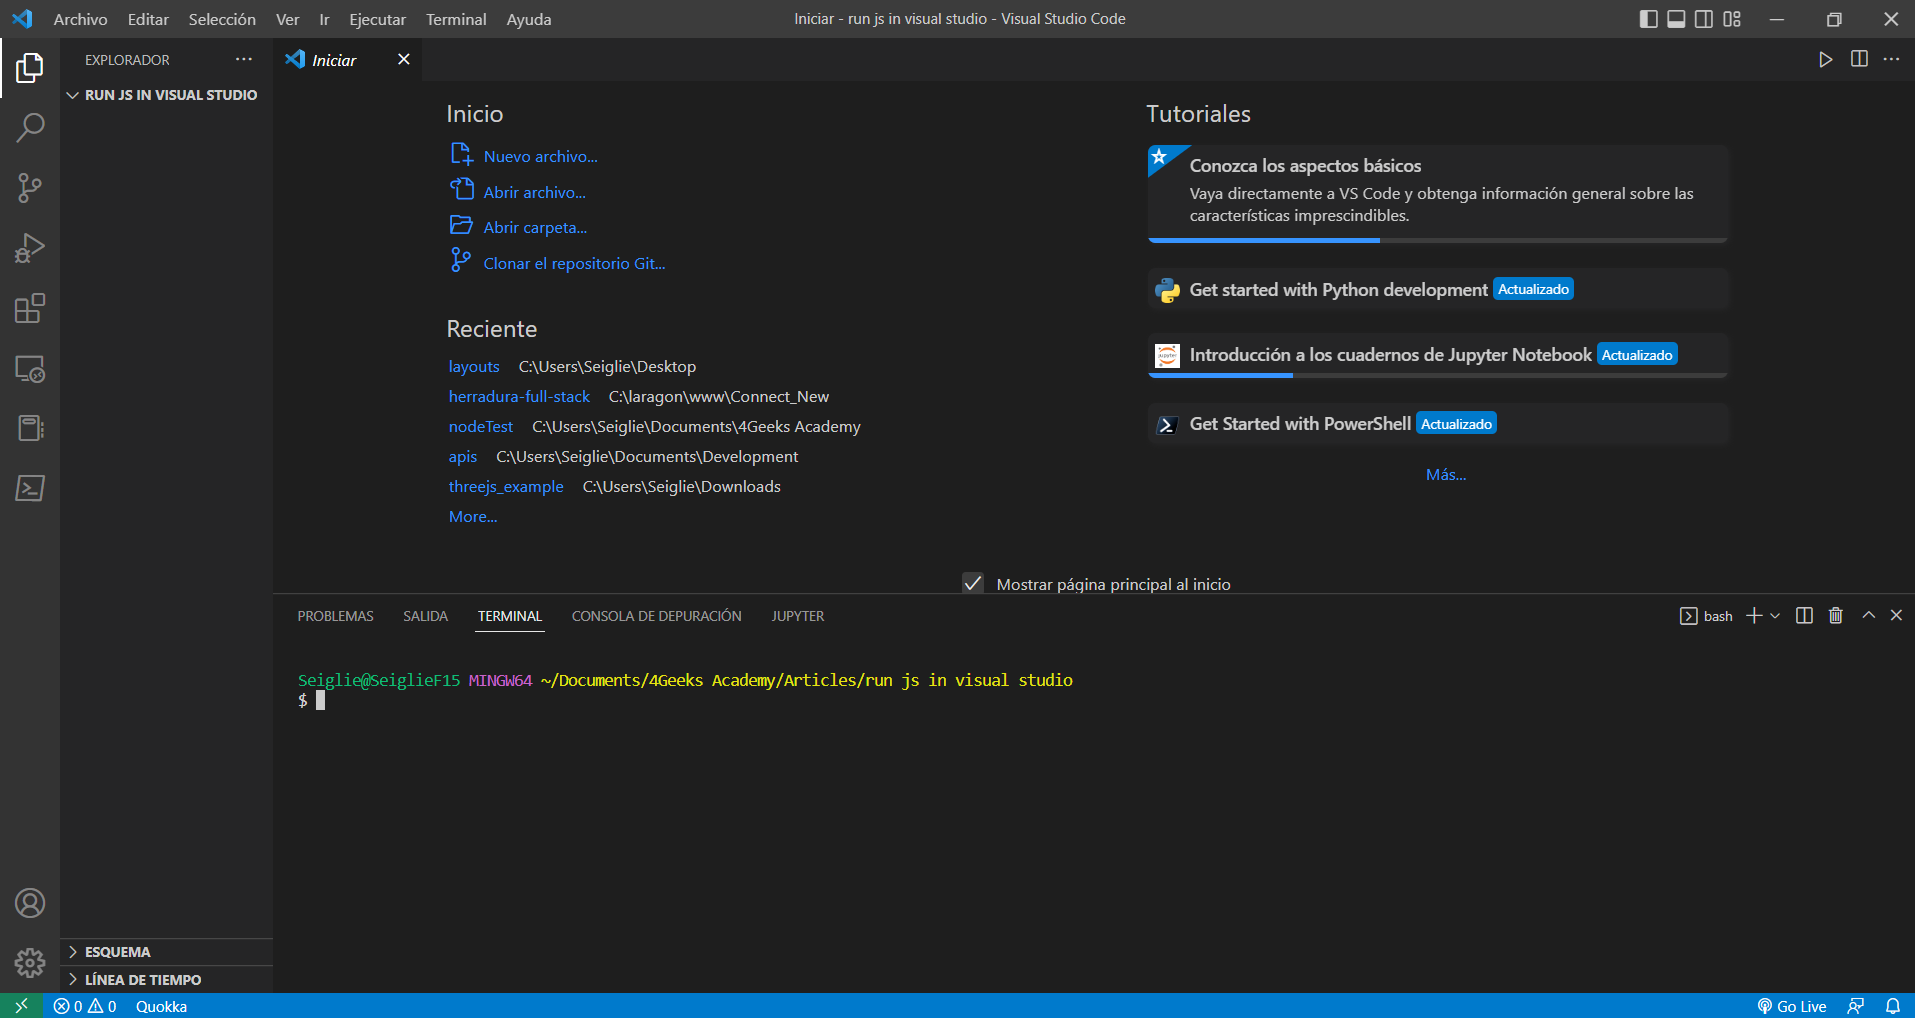 Archivo Editar Selección Ver Ir Ejecutar Terminal Ayuda
Iniciar - run js in visual studio - Visual Studio Code
EXPLORADOR
RUN JS IN VISUAL STUDIO
Iniciar
Inicio
Nuevo archivo...
Abrir archivo...
Abrir carpeta...
Clonar el repositorio Git...
Reciente
layouts C:\Users\Seiglie\Desktop
herradura-full-stack C:\laragon\www\Connect_New
nodeTest C:\Users\Seiglie\Documents\4Geeks Academy
apis C:\Users\Seiglie\Documents\Development
threejs_example C:\Users\Seiglie\Downloads
More...
Tutoriales
Conozca los aspectos básicos
Vaya directamente a VS Code y obtenga información general sobre las
características imprescindibles.
Get started with Python development Actualizado
jupyter
Introducción a los cuadernos de Jupyter Notebook Actualizado
Get Started with PowerShell Actualizado
Más...
Mostrar página principal al inicio
PROBLEMAS SALIDA TERMINAL CONSOLA DE DEPURACIÓN JUPYTER
bash
Seiglie@SeiglieF15 MINGW64 ~/Documents/4Geeks Academy/Articles/run js in visual studio
$
ESQUEMA
LÍNEA DE TIEMPO
0 0 Quokka
Go Live